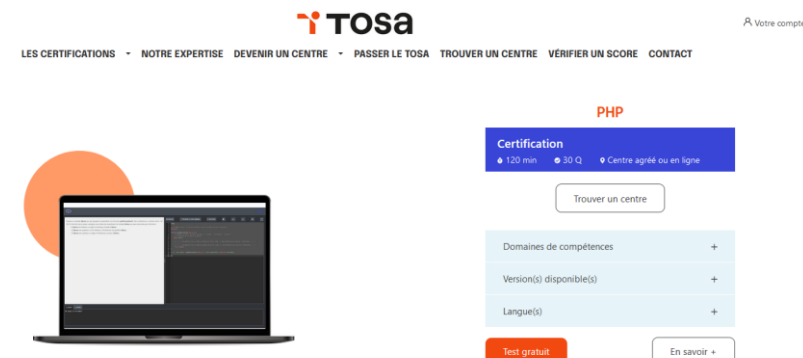 TOSa
Votre compte
LES CERTIFICATIONS NOTRE EXPERTISE DEVENIR UN CENTRE PASSER LE TOSA TROUVER UN CENTRE VÉRIFIER UN SCORE CONTACT
PHP
Certification
120 min 30 Q Centre agréé ou en ligne
Trouver un centre
Domaines de compétences +
Version(s) disponible(s) +
Langue(s) +
Test gratuit
En savoir +